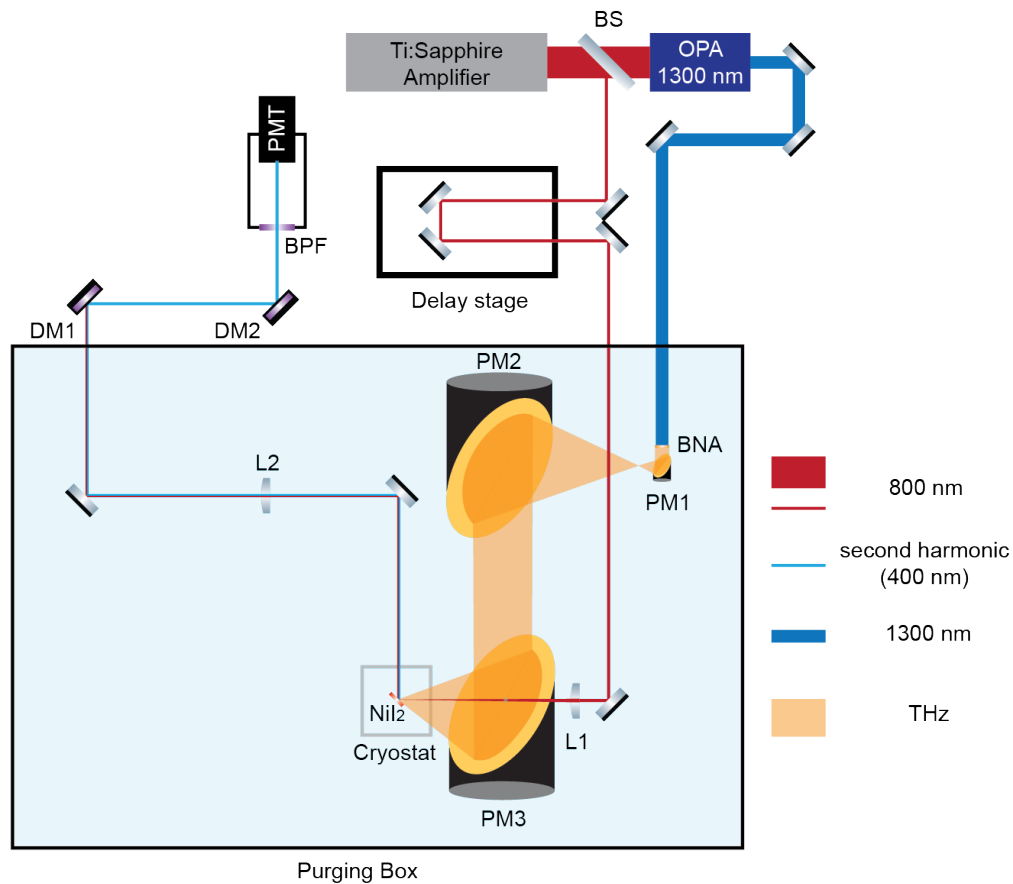 BS
Ti:Sapphire
Amplifier
OPA
1300 nm
PMT
BPF
Delay stage
DM1
DM2
PM2
L2
BNA
PM1
800 nm
second harmonic
(400 nm)
1300 nm
THz
NiI2
Cryostat
L1
PM3
Purging Box